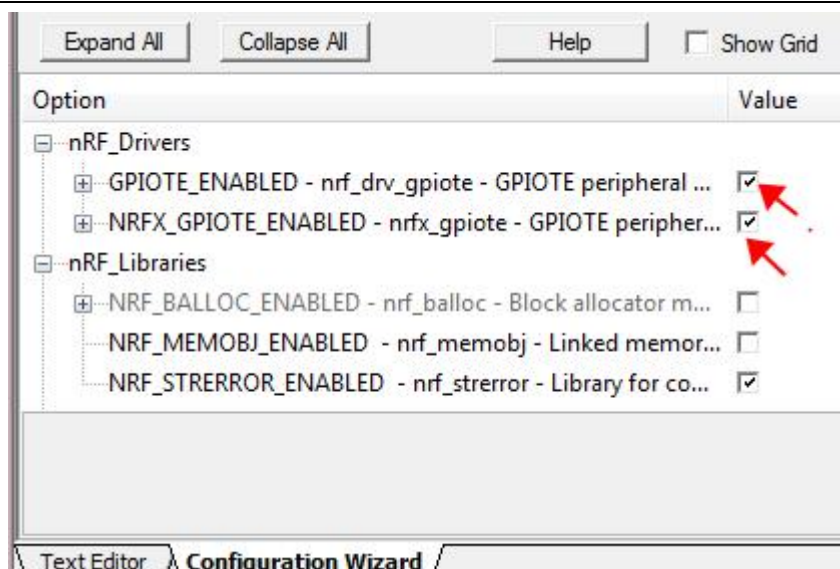 Expand All Collapse All Help Show Grid
Option Value
nRF_Drivers
GPIOTE_ENABLED - nrf_drv_gpiote - GPIOTE peripheral ...
NRFX_GPIOTE_ENABLED - nrfx_gpiote - GPIOTE peripher...
nRF_Libraries
NRF_BALLOC_ENABLED - nrf_balloc - Block allocator m...
NRF_MEMOBJ_ENABLED - nrf_memobj - Linked memor...
NRF_STRERROR_ENABLED - nrf_strerror - Library for co...
Text Editor Configuration Wizard